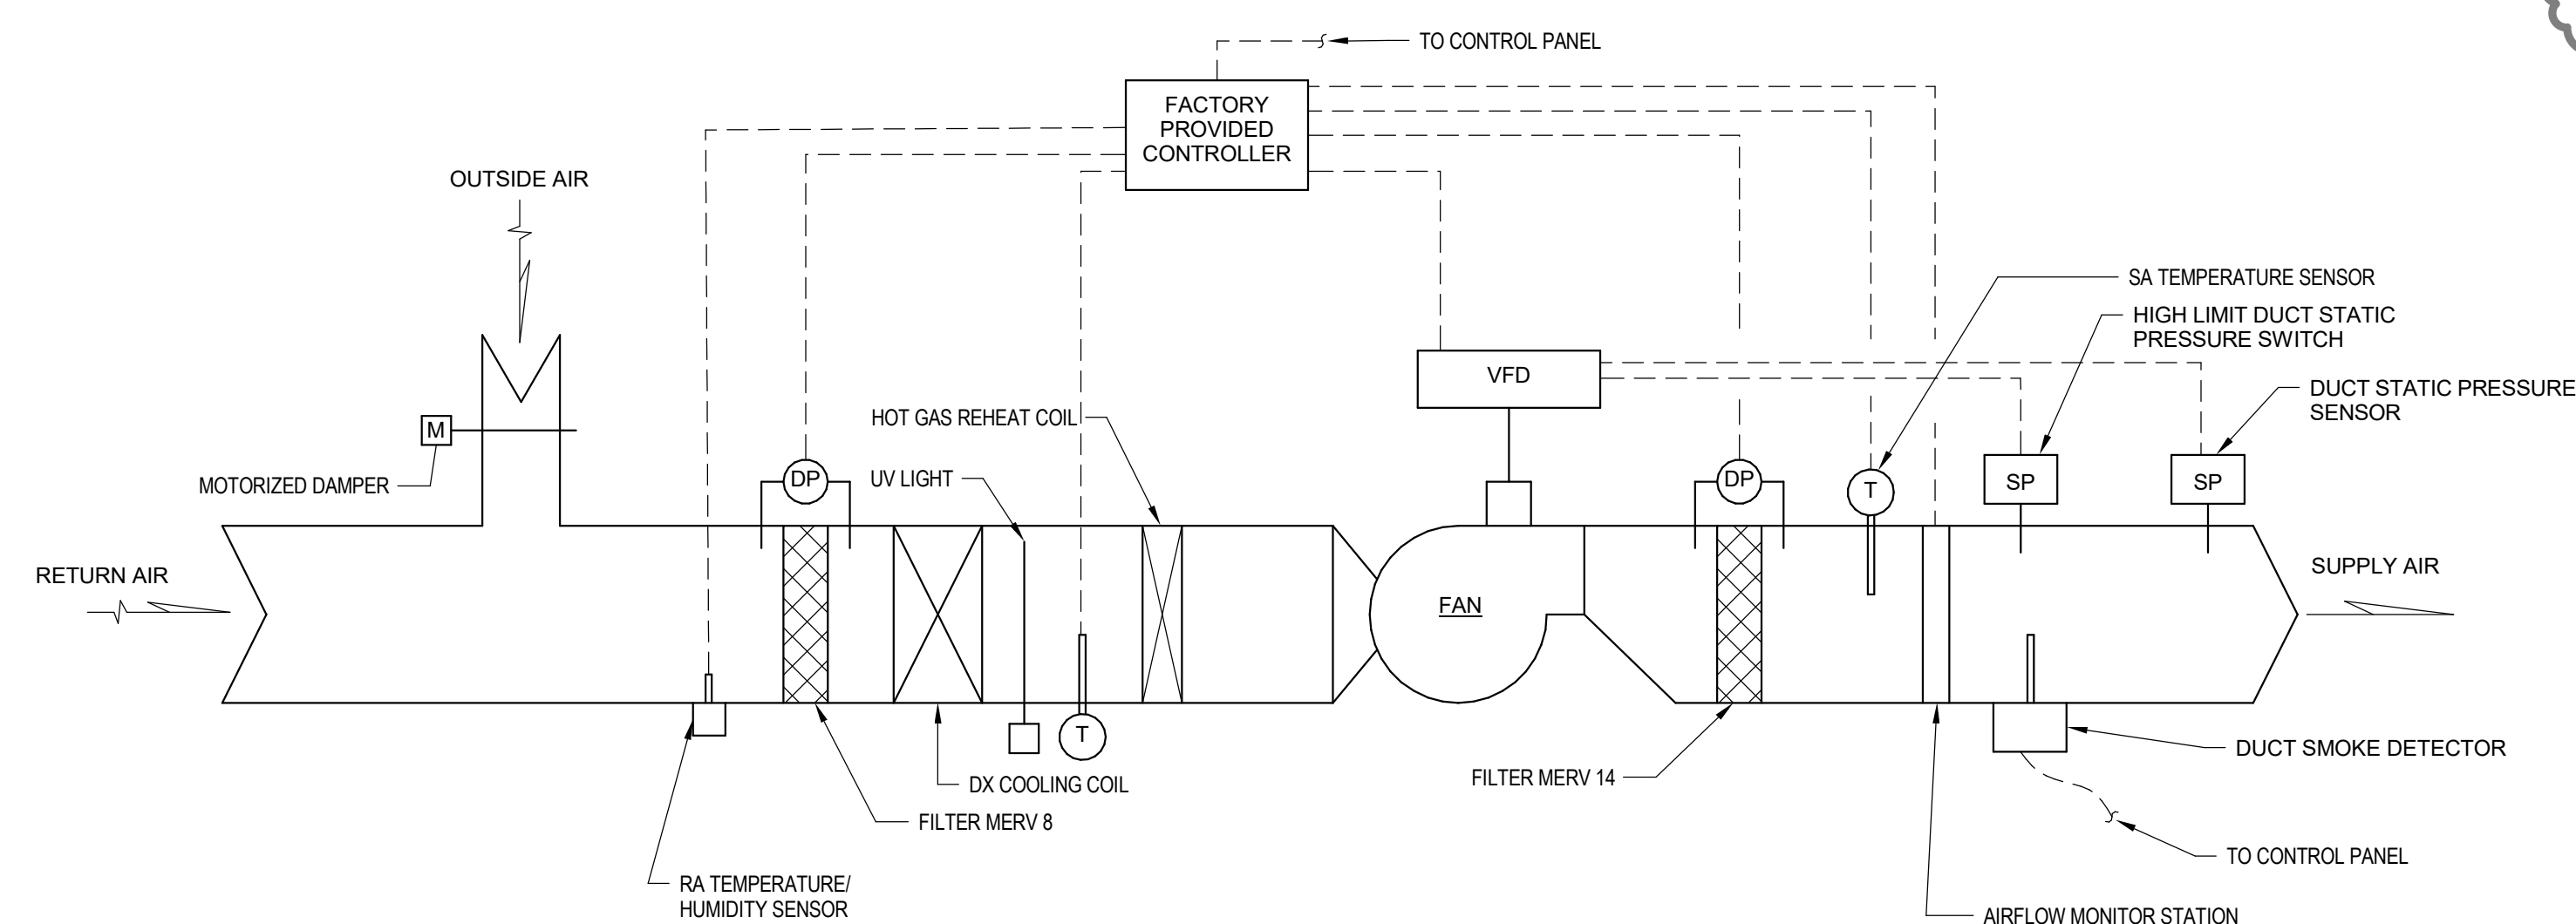 TO CONTROL PANEL
FACTORY
PROVIDED
CONTROLLER
OUTSIDE AIR
SA TEMPERATURE SENSOR
HIGH LIMIT DUCT STATIC
PRESSURE SWITCH
VFD
DUCT STATIC PRESSURE
SENSOR
HOT GAS REHEAT COIL
M
MOTORIZED DAMPER
DP
UV LIGHT
DP
T
SP
SP
RETURN AIR
SUPPLY AIR
FAN
T
DUCT SMOKE DETECTOR
DX COOLING COIL
FILTER MERV 14
FILTER MERV 8
TO CONTROL PANEL
RA TEMPERATURE/
HUMIDITY SENSOR
AIRFLOW MONITOR STATION